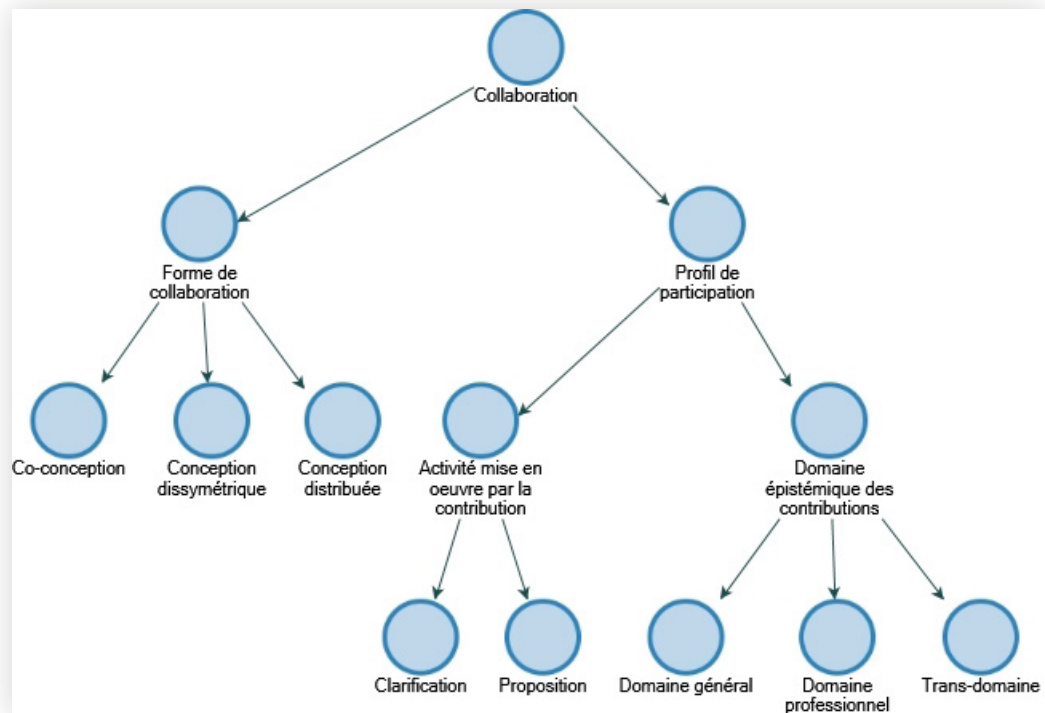 Collaboration
Forme de
collaboration
Profil de
participation
Co-conception
Conception
dissymétrique
Conception
distribuée
Activité mise en
oeuvre par la
contribution
Domaine
épistémique des
contributions
Clarification
Proposition
Domaine général
Domaine
professionnel
Trans-domaine